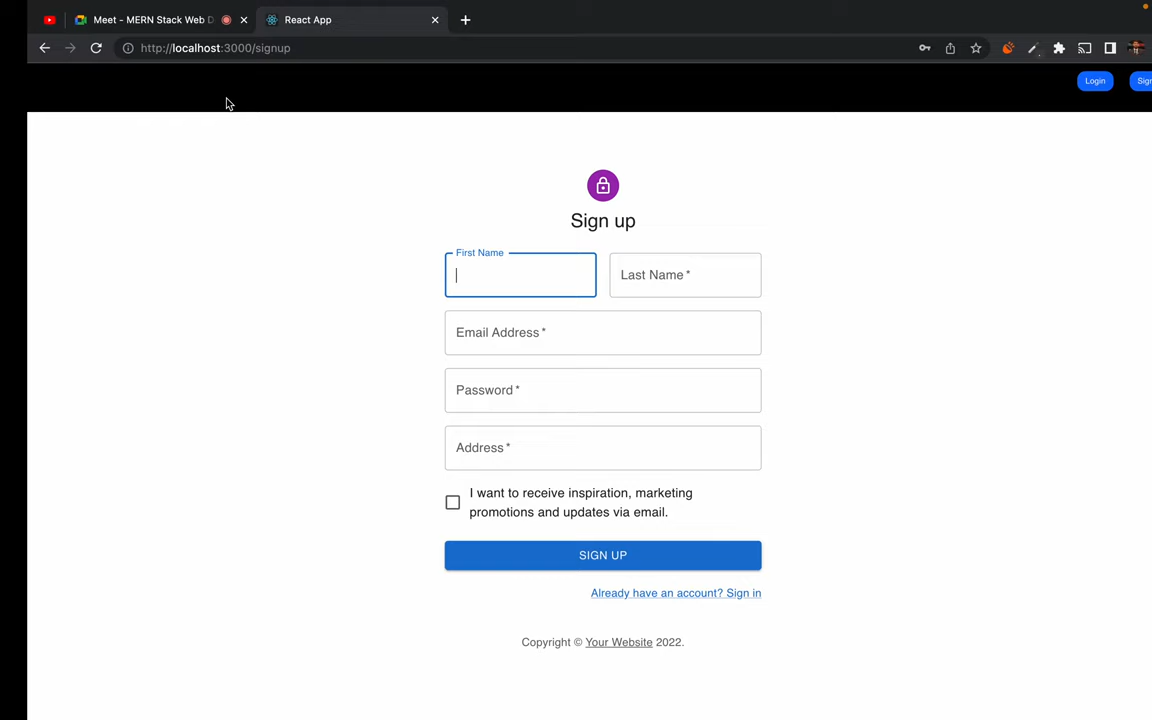 Meet - MERN Stack Web D
React App
http://localhost:3000/signup
Login
Sign up
First Name
Last Name *
Email Address *
Password *
Address *
I want to receive inspiration, marketing
promotions and updates via email.
SIGN UP
Already have an account? Sign in
Copyright © Your Website 2022.